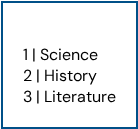 1 | Science
2 | History
3 | Literature